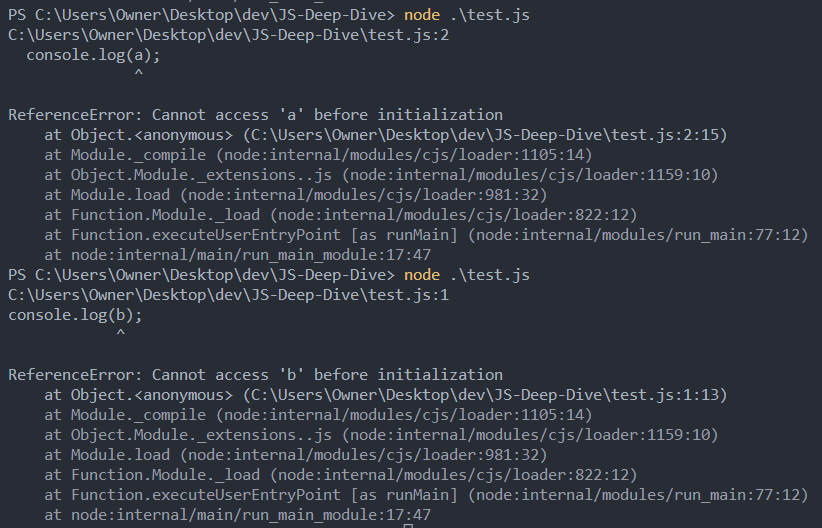 PS C:\Users\Owner\Desktop\dev\JS-Deep-Dive> node .\test.js
C:\Users\Owner\Desktop\dev\JS-Deep-Dive\test.js:2
  console.log(a);
              ^

ReferenceError: Cannot access 'a' before initialization
    at Object.<anonymous> (C:\Users\Owner\Desktop\dev\JS-Deep-Dive\test.js:2:15)
    at Module._compile (node:internal/modules/cjs/loader:1105:14)
    at Object.Module._extensions..js (node:internal/modules/cjs/loader:1159:10)
    at Module.load (node:internal/modules/cjs/loader:981:32)
    at Function.Module._load (node:internal/modules/cjs/loader:822:12)
    at Function.executeUserEntryPoint [as runMain] (node:internal/modules/run_main:77:12)
    at node:internal/main/run_main_module:17:47
PS C:\Users\Owner\Desktop\dev\JS-Deep-Dive> node .\test.js
C:\Users\Owner\Desktop\dev\JS-Deep-Dive\test.js:1
console.log(b);
            ^

ReferenceError: Cannot access 'b' before initialization
    at Object.<anonymous> (C:\Users\Owner\Desktop\dev\JS-Deep-Dive\test.js:1:13)
    at Module._compile (node:internal/modules/cjs/loader:1105:14)
    at Object.Module._extensions..js (node:internal/modules/cjs/loader:1159:10)
    at Module.load (node:internal/modules/cjs/loader:981:32)
    at Function.Module._load (node:internal/modules/cjs/loader:822:12)
    at Function.executeUserEntryPoint [as runMain] (node:internal/modules/run_main:77:12)
    at node:internal/main/run_main_module:17:47